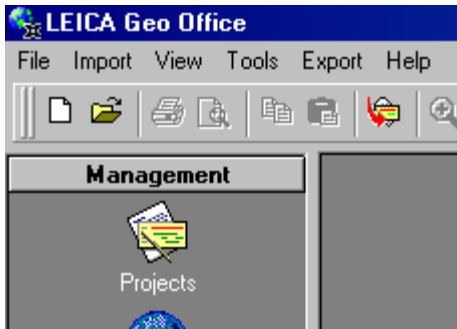 LEICA Geo Office
File Import View Tools Export Help
Management
Projects